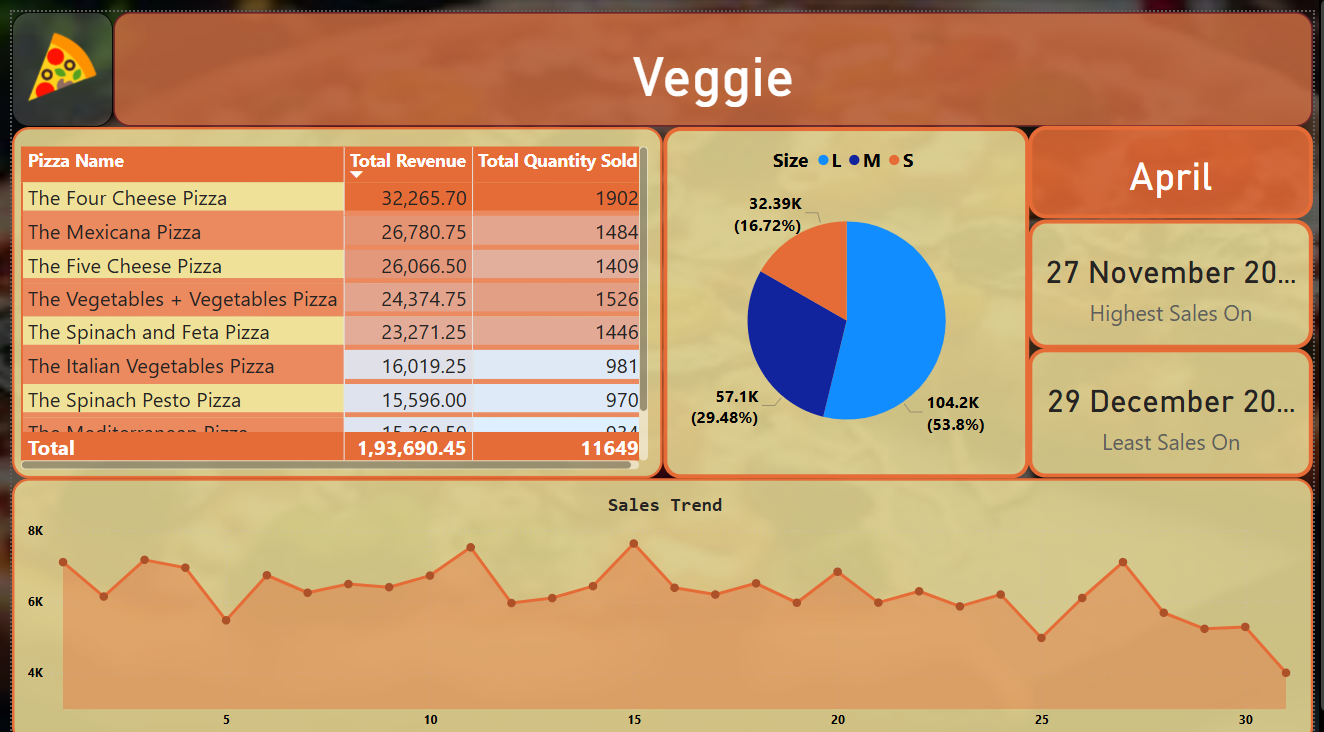 Veggie
Pizza Name Total Revenue Total Quantity Sold
The Four Cheese Pizza 32,265.70 1902
The Mexicana Pizza 26,780.75 1484
The Five Cheese Pizza 26,066.50 1409
The Vegetables + Vegetables Pizza 24,374.75 1526
The Spinach and Feta Pizza 23,271.25 1446
The Italian Vegetables Pizza 16,019.25 981
The Spinach Pesto Pizza 15,596.00 970
The Mediterranean Pizza 15,360.50 934
Total 1,93,690.45 11649
Size L M S
32.39K
(16.72%)
57.1K
(29.48%)
104.2K
(53.8%)
April
27 November 20...
Highest Sales On
29 December 20...
Least Sales On
Sales Trend
8K
6K
4K
5 10 15 20 25 30